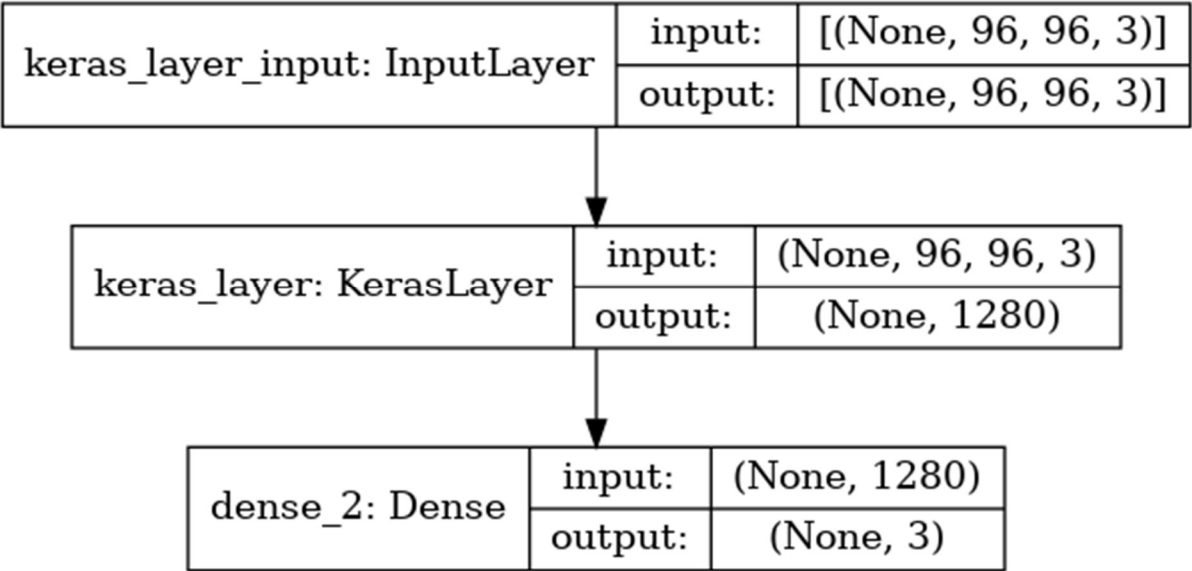 keras_layer_input: InputLayer
input: [(None, 96, 96, 3)]
output: [(None, 96, 96, 3)]
keras_layer: KerasLayer
input: (None, 96, 96, 3)
output: (None, 1280)
dense_2: Dense
input: (None, 1280)
output: (None, 3)